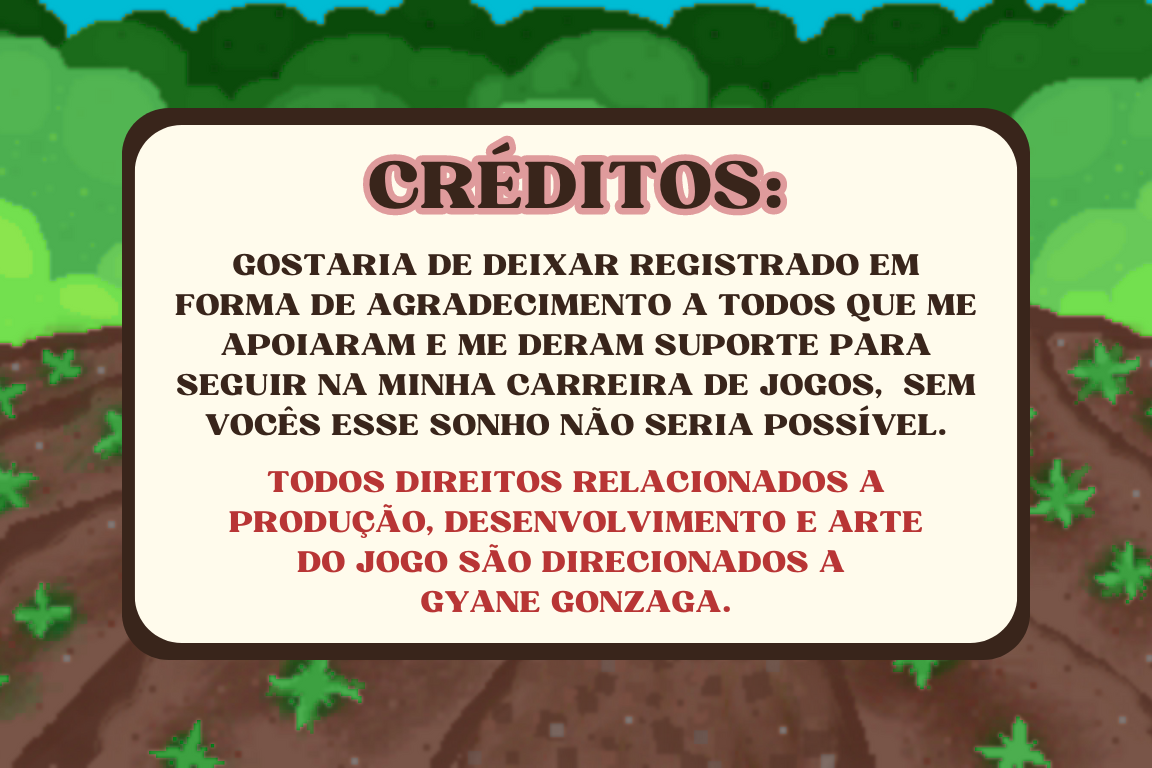 CRÉDITOS:
GOSTARIA DE DEIXAR REGISTRADO EM
FORMA DE AGRADECIMENTO A TODOS QUE ME
APOIARAM E ME DERAM SUPORTE PARA
SEGUIR NA MINHA CARREIRA DE JOGOS,  SEM
VOCÊS ESSE SONHO NÃO SERIA POSSÍVEL.
TODOS DIREITOS RELACIONADOS A
PRODUÇÃO, DESENVOLVIMENTO E ARTE
DO JOGO SÃO DIRECIONADOS A
GYANE GONZAGA.